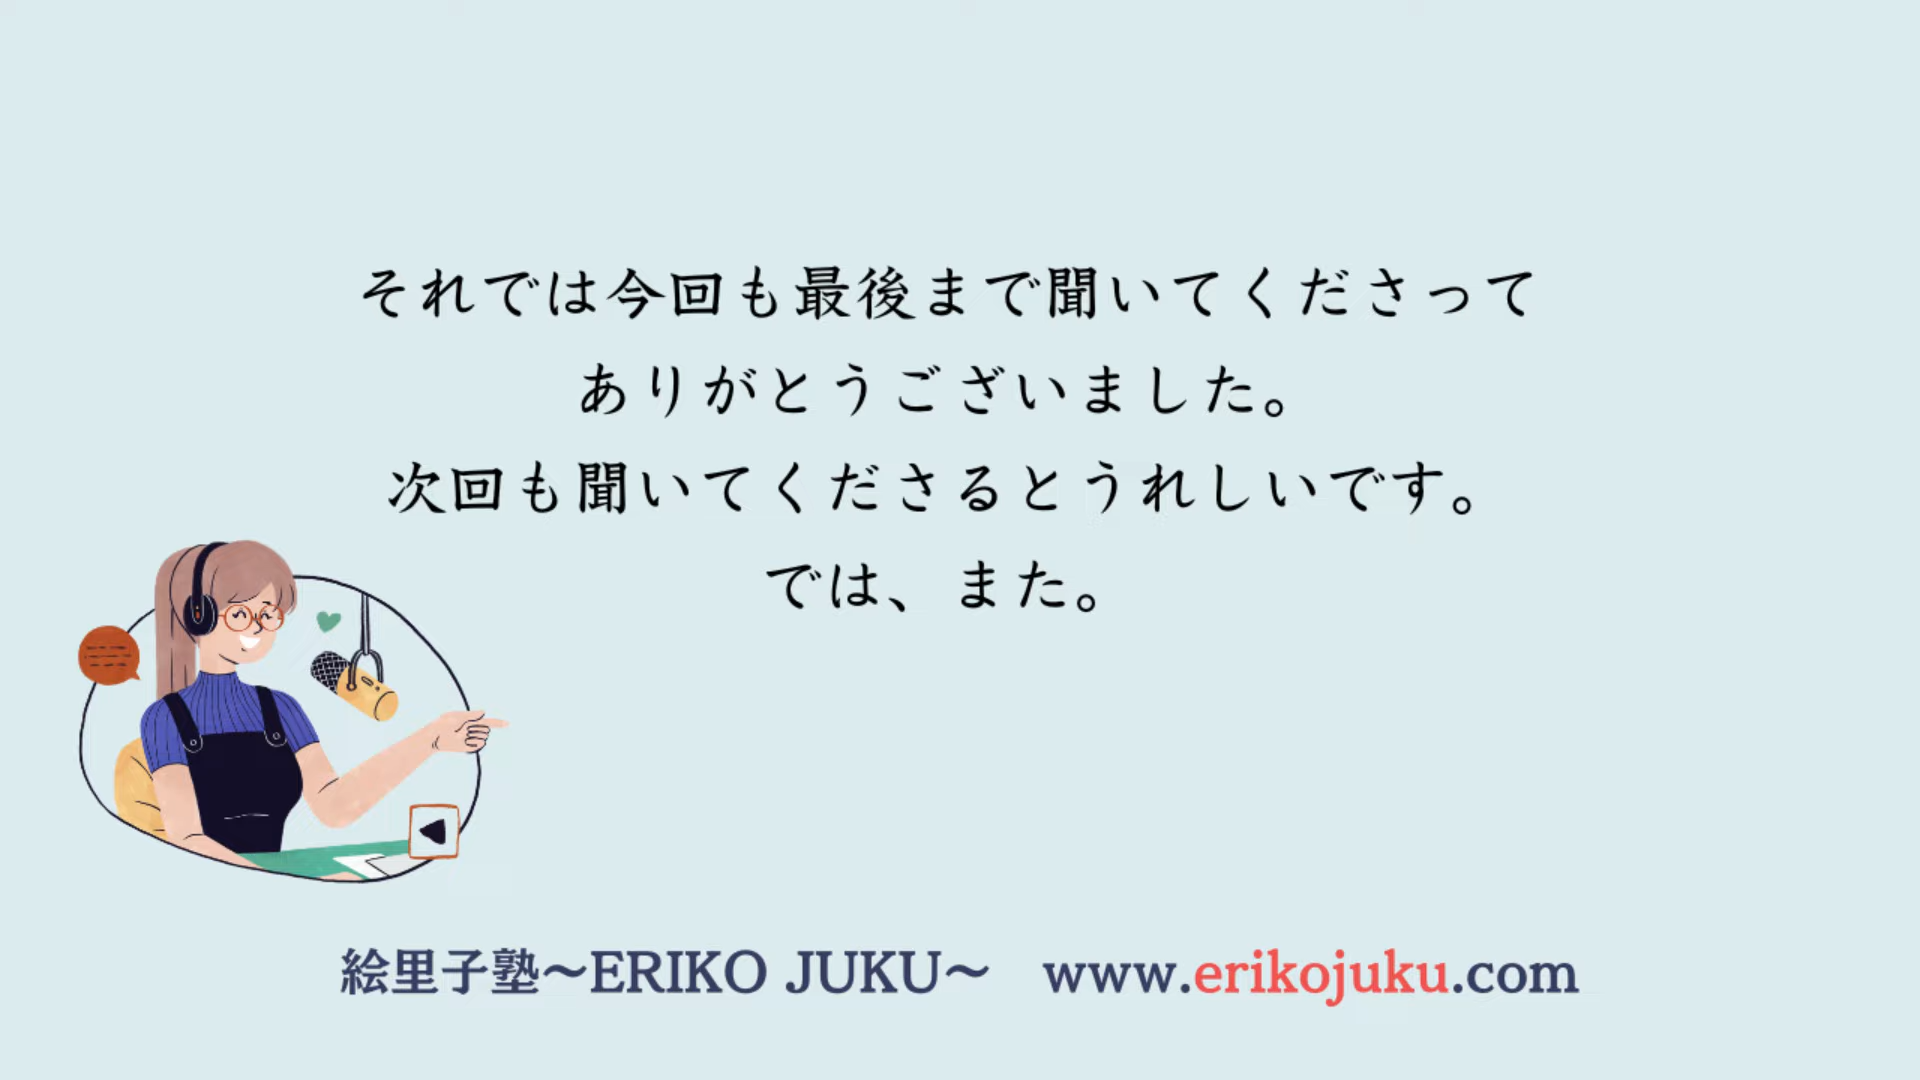 それでは今回も最後まで聞いてくださって
ありがとうございました。
次回も聞いてくださるとうれしいです。
では、また。
絵里子塾〜ERIKO JUKU〜 www.erikojuku.com